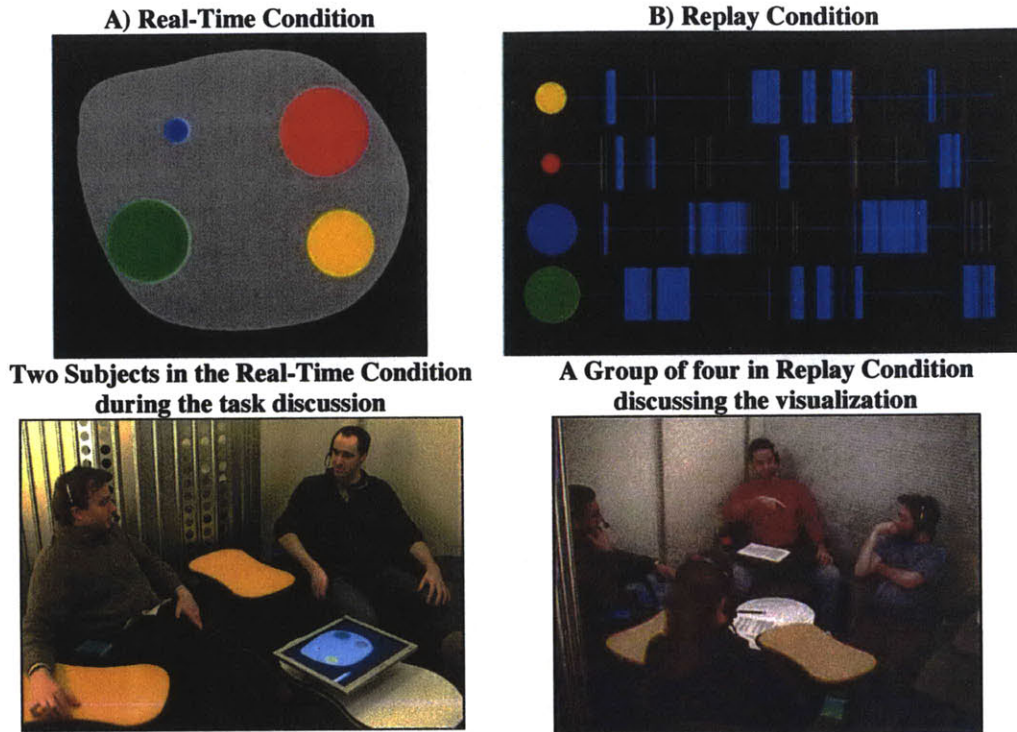 A) Real-Time Condition
B) Replay Condition
Two Subjects in the Real-Time Condition
during the task discussion
A Group of four in Replay Condition
discussing the visualization